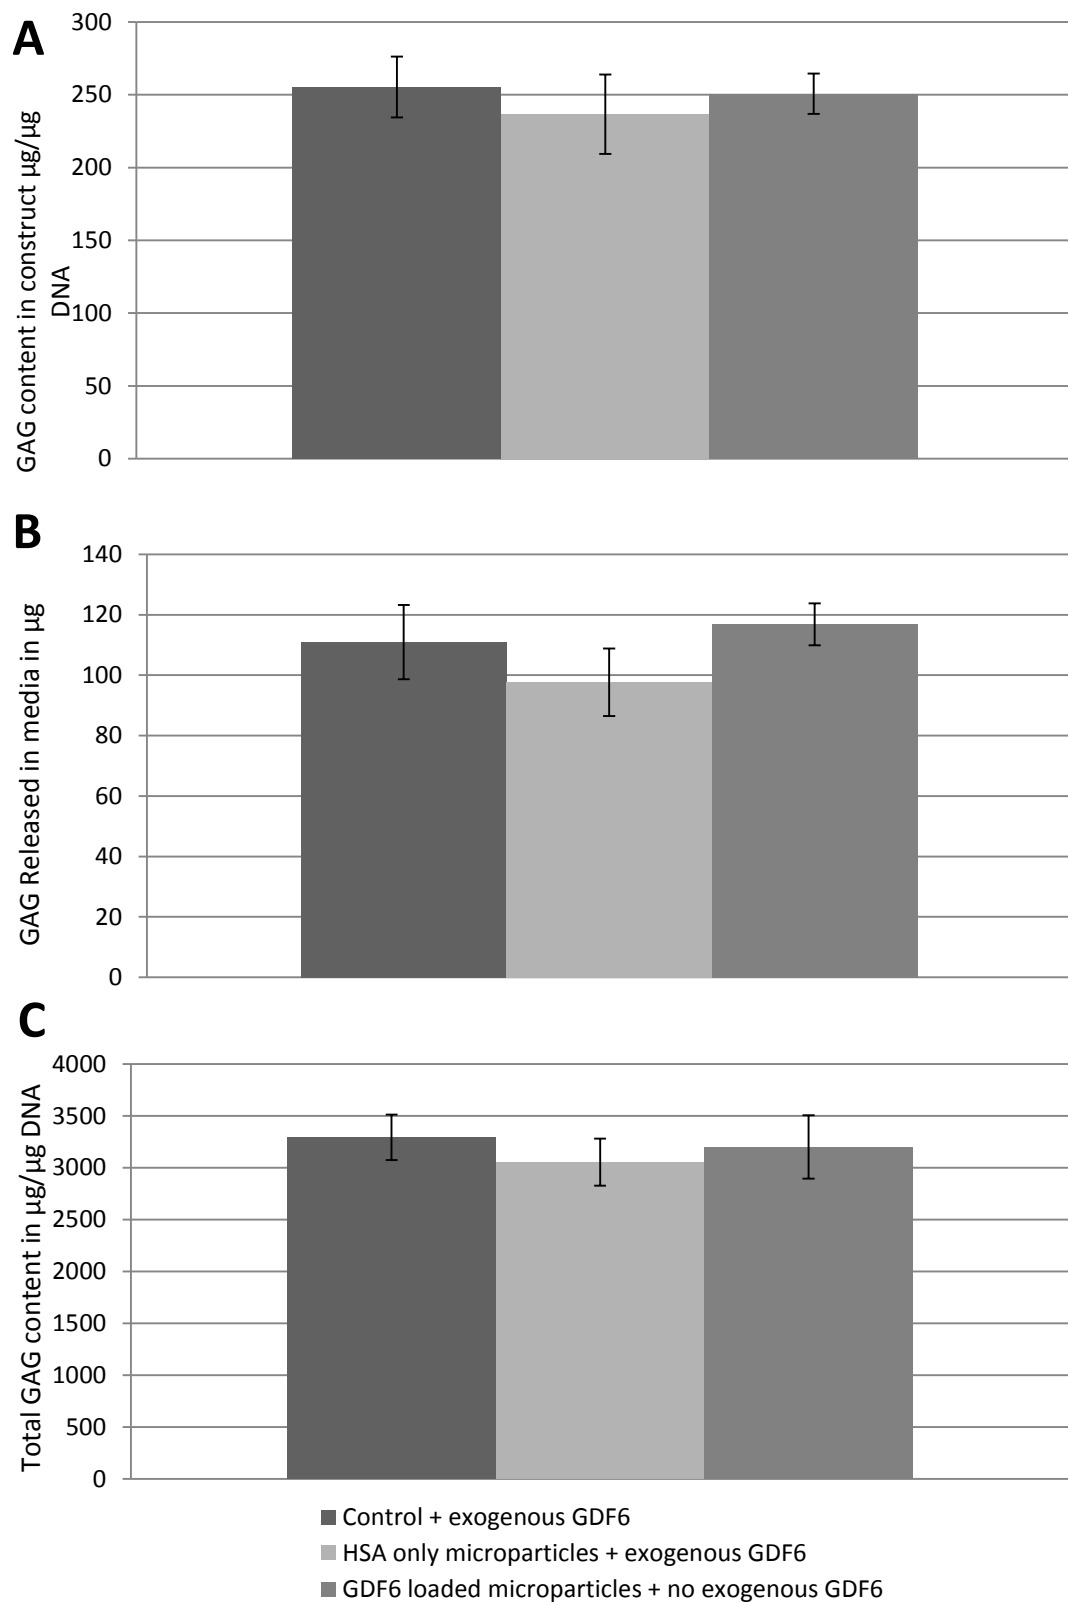 A
300
250
200
150
100
50
0
GAG content in construct µg/µg
DNA
B
140
120
100
80
60
40
20
0
GAG Released in media in µg
C
4000
3500
3000
2500
2000
1500
1000
500
0
Total GAG content in µg/µg DNA
Control + exogenous GDF6
HSA only microparticles + exogenous GDF6
GDF6 loaded microparticles + no exogenous GDF6